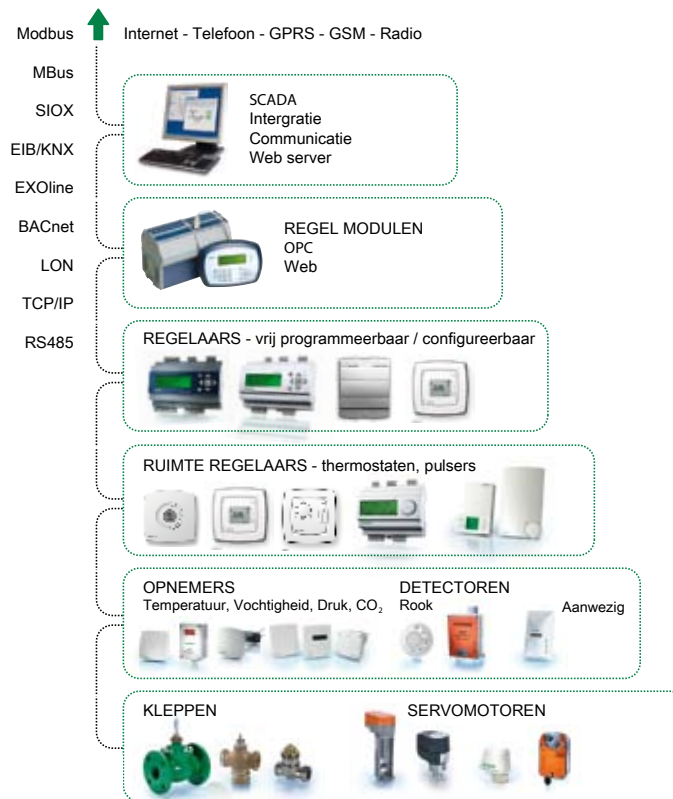 Modbus
Internet - Telefoon - GPRS - GSM - Radio
MBus
SIOX
EIB/KNX
EXOline
BACnet
LON
TCP/IP
RS485
SCADA
Intergratie
Communicatie
Web server
REGEL MODULEN
OPC
Web
REGELAARS - vrij programmeerbaar / configureerbaar
RUIMTE REGELAARS - thermostaten, pulsers
OPNEMERS
Temperatuur, Vochtigheid, Druk, CO₂
DETECTOREN
Rook
Aanwezig
KLEPPEN
SERVOMOTOREN